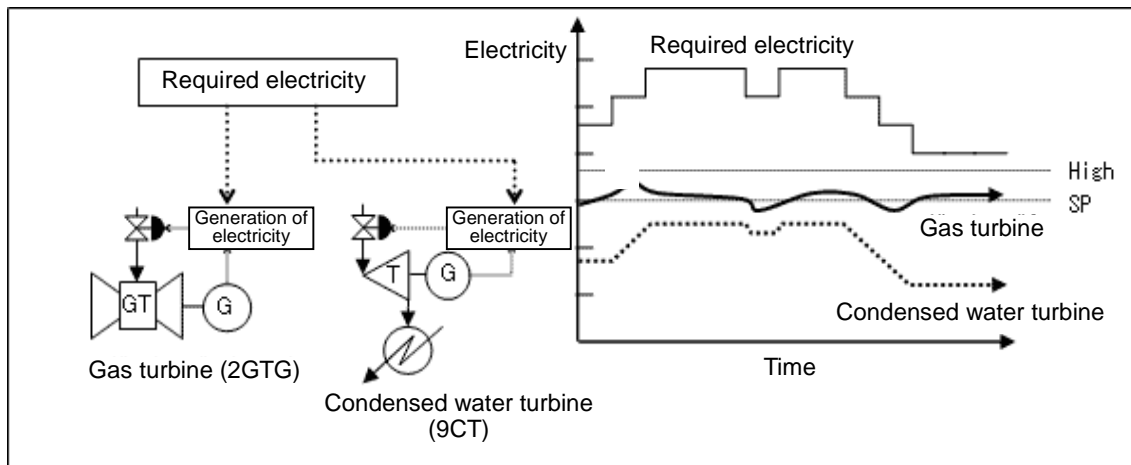 Required electricity
Generation of
electricity
GT
G
Gas turbine (2GTG)
Generation of
electricity
T
G
Condensed water turbine
(9CT)
Electricity
Required electricity
High
SP
Gas turbine
Condensed water turbine
Time